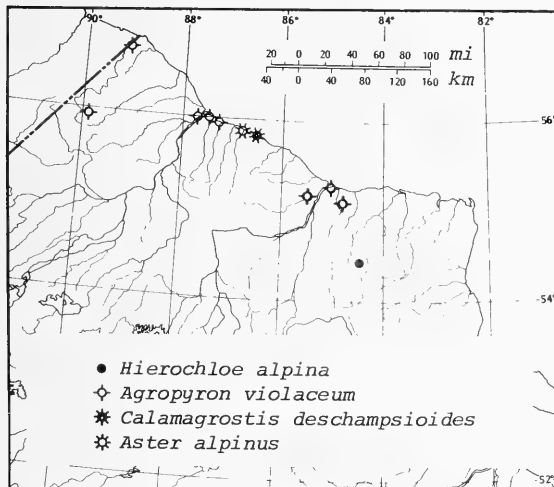 90° 88° 86° 84° 82°
20 0 20 40 60 80 100 mi
40 0 40 80 120 160 km
56°
54°
Hierochloe alpina
Agropyron violaceum
Calamagrostis deschampsioides
Aster alpinus
52°